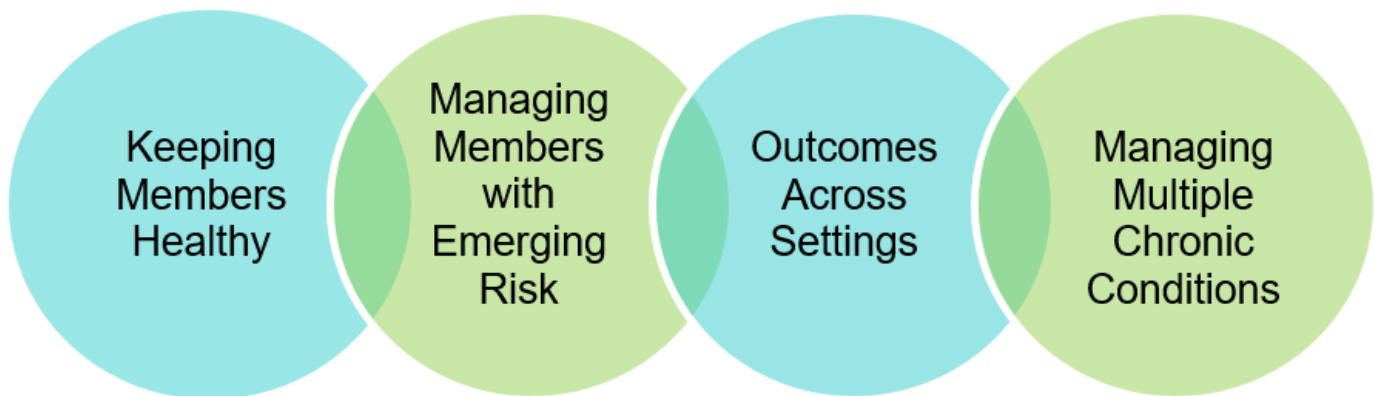 Keeping
Members
Healthy
Managing
Members
with
Emerging
Risk
Outcomes
Across
Settings
Managing
Multiple
Chronic
Conditions